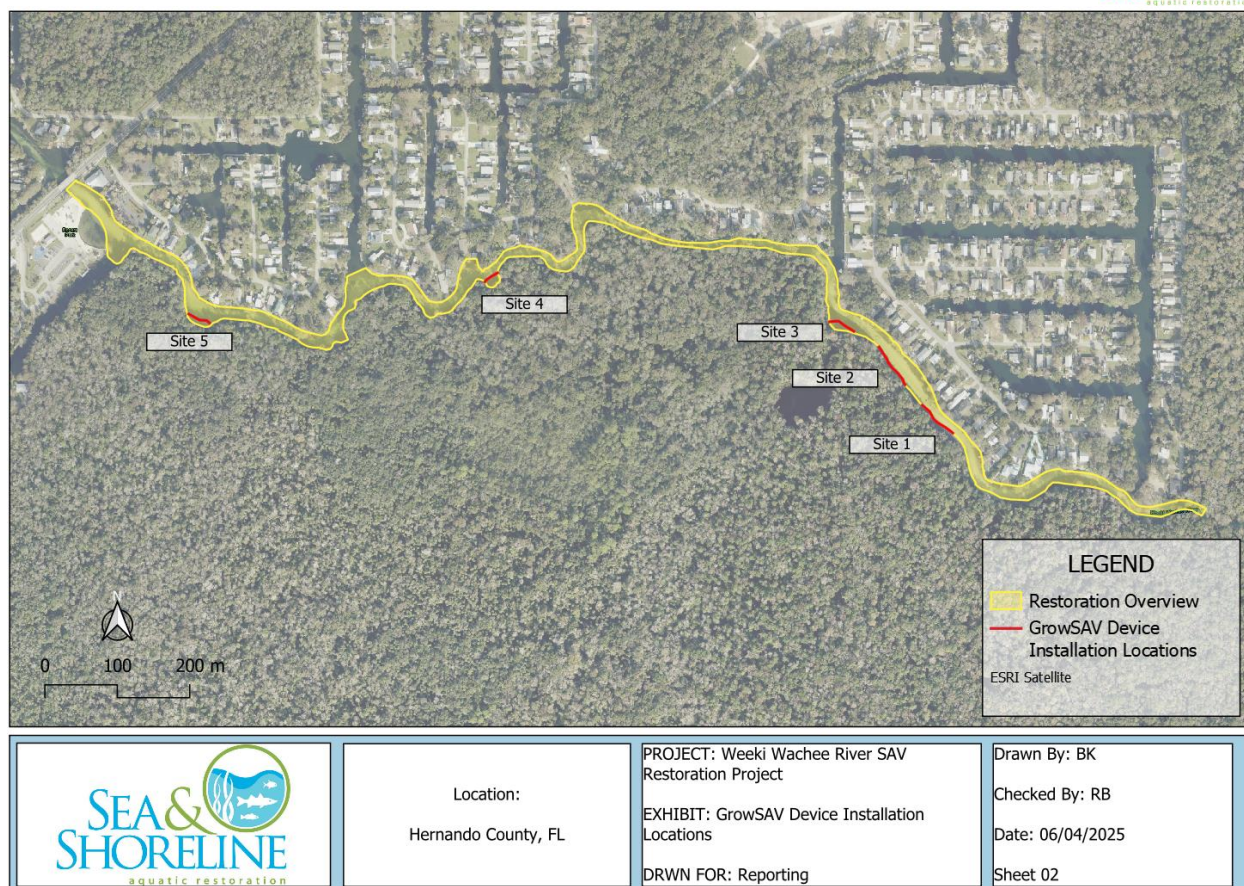 aquatic restoration
Site 4
Site 3
Site 5
Site 2
Site 1
LEGEND
Restoration Overview
GrowSAV Device
Installation Locations
ESRI Satellite
N
0 100 200 m
SEA &
SHORELINE
aquatic restoration
Location:
Hernando County, FL
PROJECT: Weeki Wachee River SAV
Restoration Project
EXHIBIT: GrowSAV Device Installation
Locations
DRWN FOR: Reporting
Drawn By: BK
Checked By: RB
Date: 06/04/2025
Sheet 02